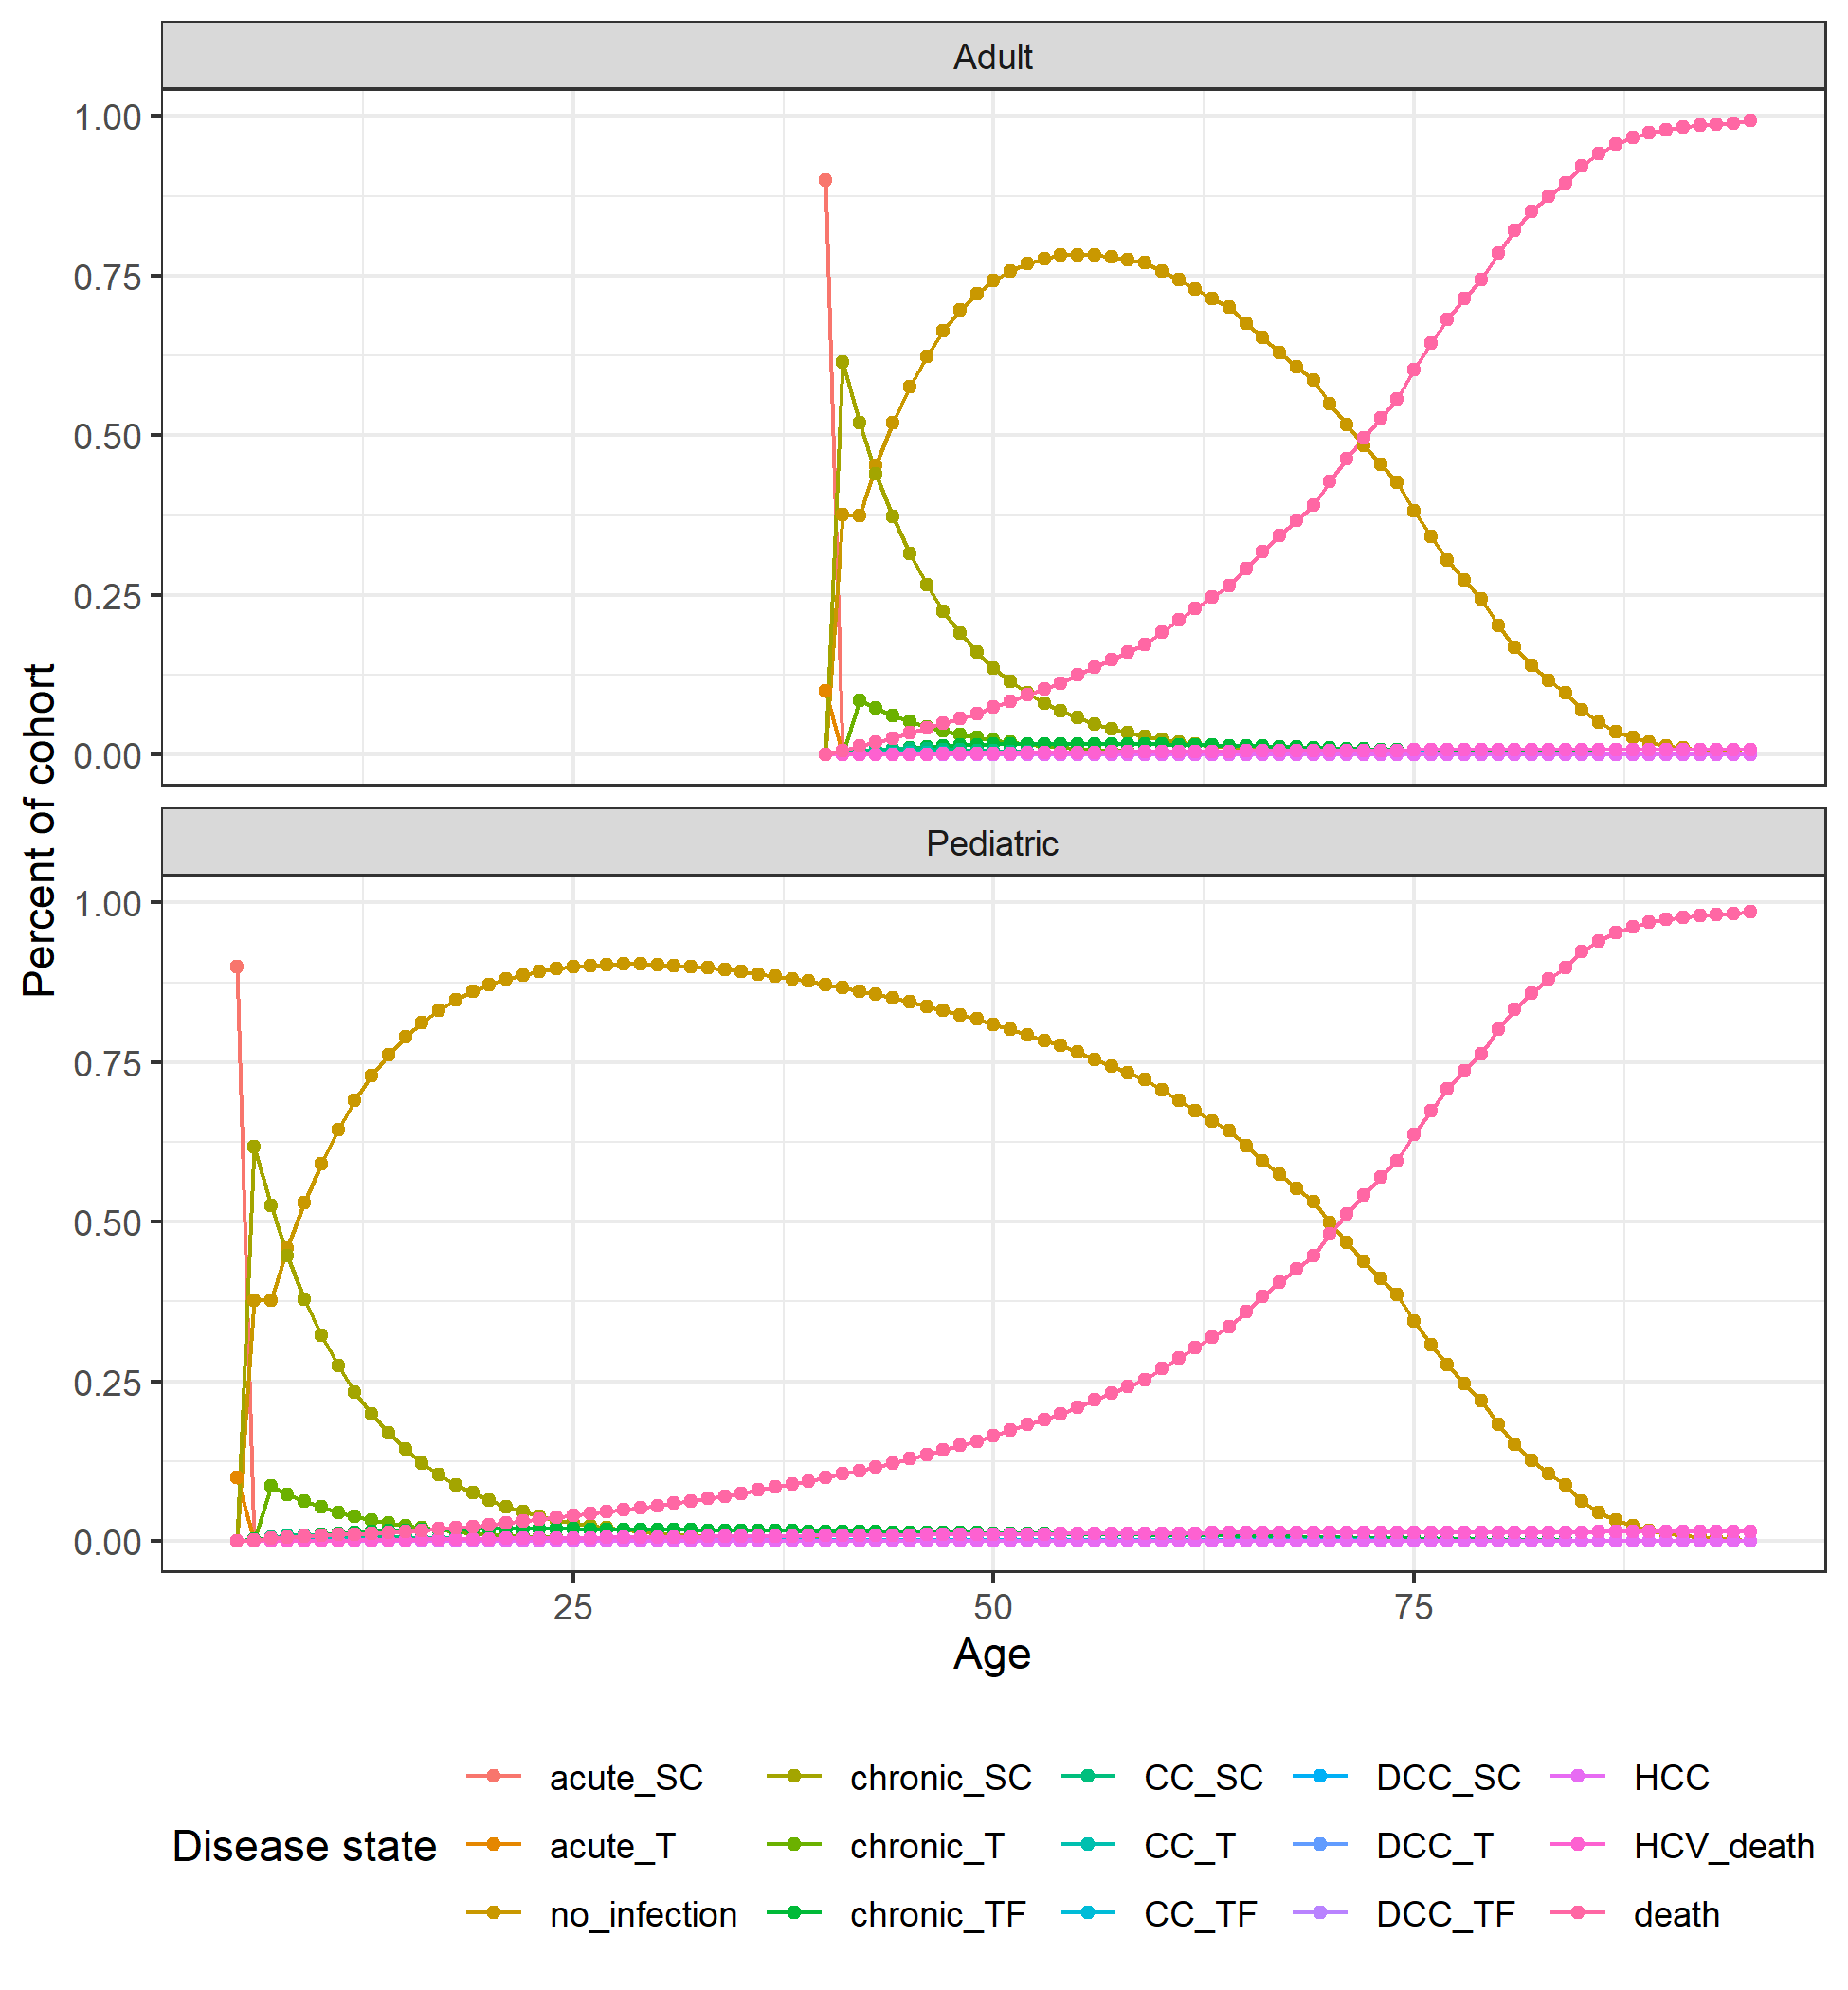 Adult
1.00
0.75
0.50
0.25
0.00
Percent of cohort
Pediatric
1.00
0.75
0.50
0.25
0.00
25 50 75
Age
Disease state
acute_SC chronic_SC CC_SC DCC_SC HCC
acute_T chronic_T CC_T DCC_T HCV_death
no_infection chronic_TF CC_TF DCC_TF death